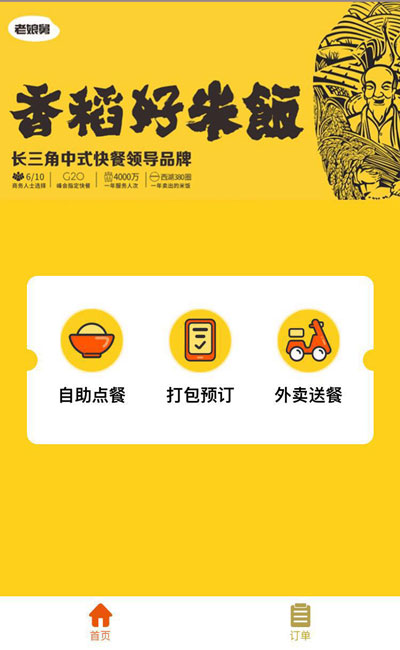 老娘舅
香稻好米飯
长三角中式快餐领导品牌
6/10 G20 4000万 西湖380圈
商务人士选择 峰会指定快餐 一年服务人次 一年卖出的米饭
自助点餐 打包预订 外卖送餐
首页 订单